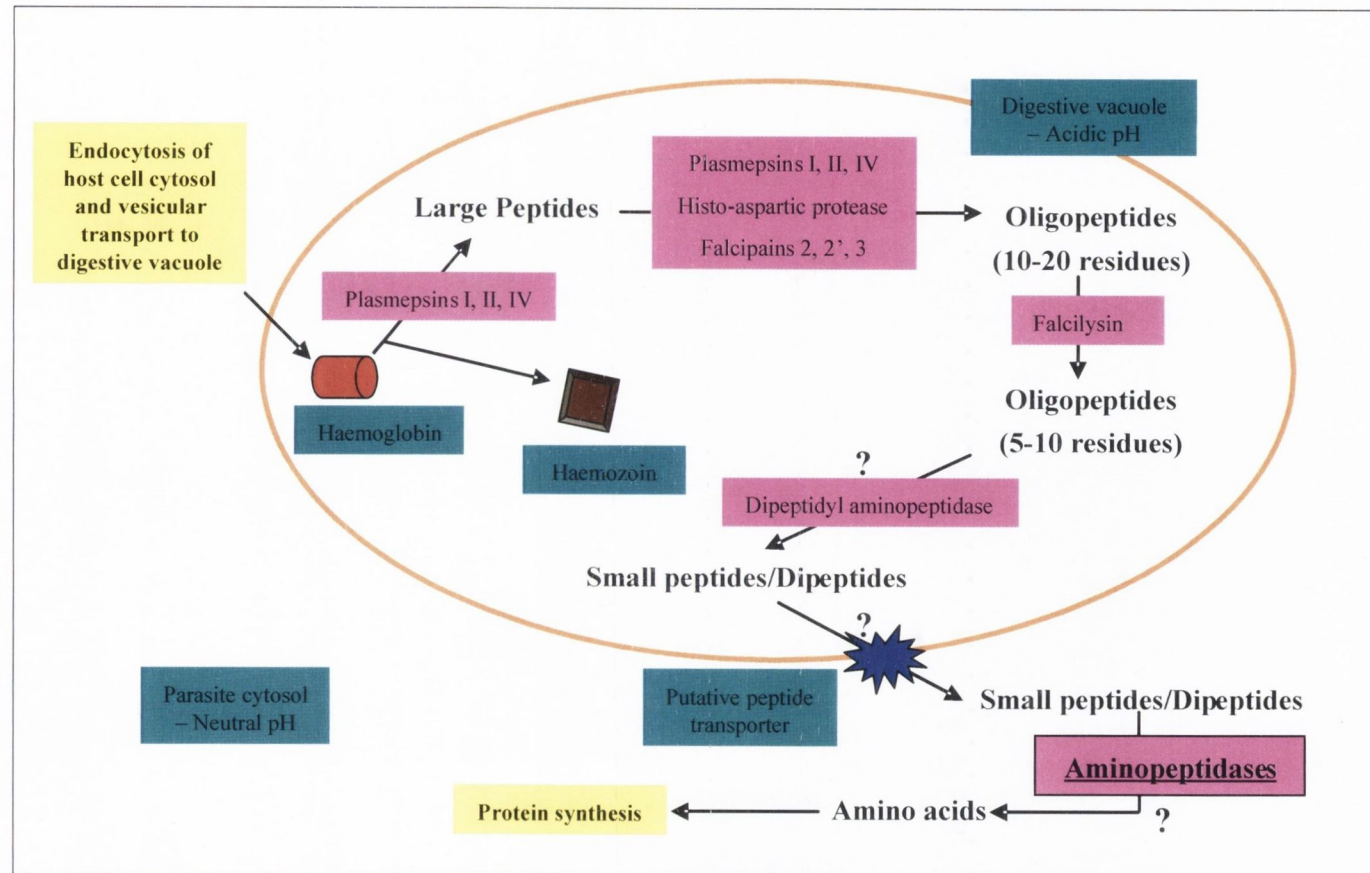 Endocytosis of
host cell cytosol
and vesicular
transport to
digestive vacuole
Digestive vacuole
– Acidic pH
Large Peptides
Plasmepsins I, II, IV
Histo-aspartic protease
Falcipains 2, 2’, 3
Oligopeptides
(10-20 residues)
Plasmepsins I, II, IV
Falcilysin
Haemoglobin
Haemozoin
Oligopeptides
(5-10 residues)
?
Dipeptidyl aminopeptidase
Small peptides/Dipeptides
?
Parasite cytosol
– Neutral pH
Putative peptide
transporter
Small peptides/Dipeptides
Aminopeptidases
?
Amino acids
Protein synthesis